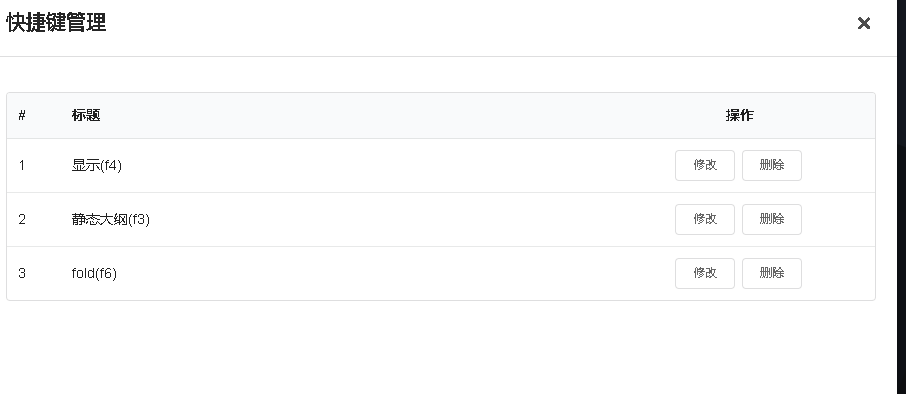 快捷键管理
# 标题 操作
1 显示(f4) 修改 删除
2 静态大纲(f3) 修改 删除
3 fold(f6) 修改 删除